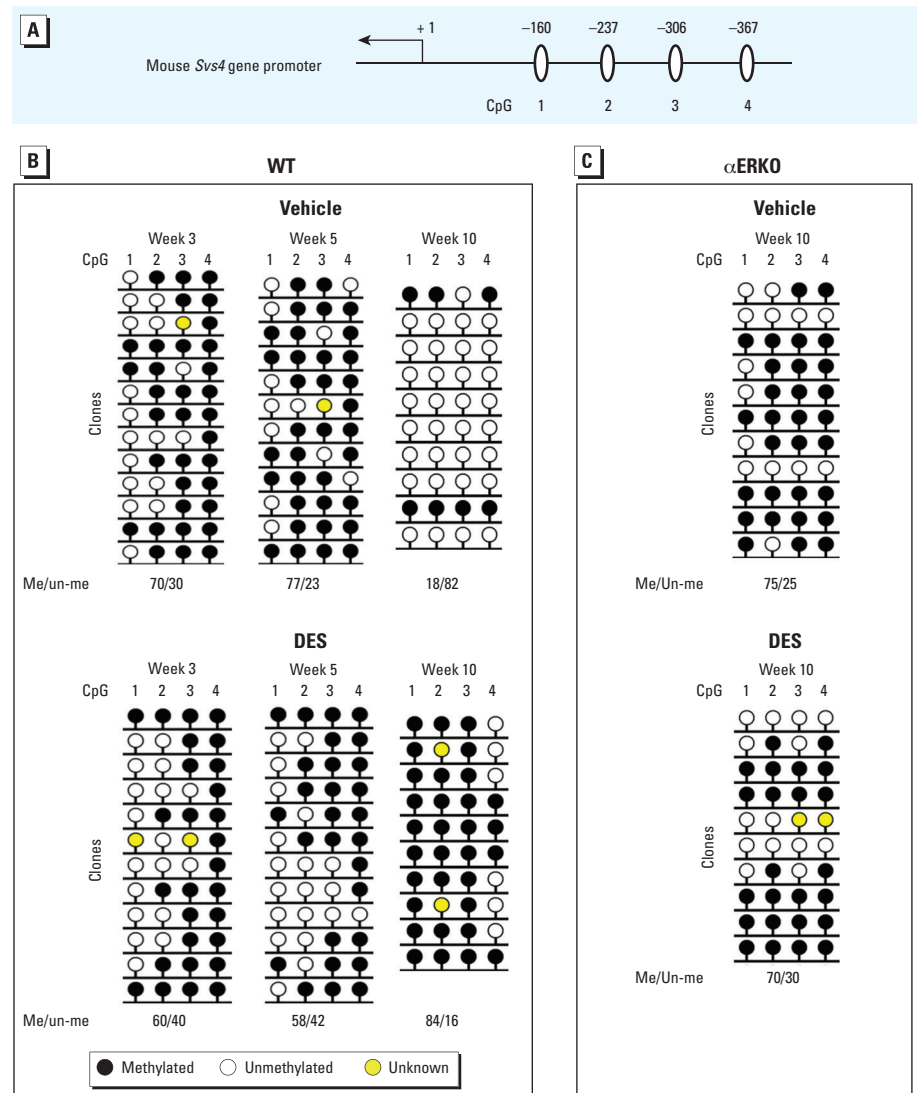 A
+ 1
–160 –237 –306 –367
Mouse Svs4 gene promoter
CpG 1 2 3 4
B
WT
Vehicle
Week 3 Week 5 Week 10
CpG 1 2 3 4 1 2 3 4 1 2 3 4
Clones
Me/un-me 70/30 77/23 18/82
DES
Week 3 Week 5 Week 10
CpG 1 2 3 4 1 2 3 4 1 2 3 4
Clones
Me/un-me 60/40 58/42 84/16
Methylated Unmethylated Unknown
C
αERKO
Vehicle
Week 10
CpG 1 2 3 4
Clones
Me/Un-me 75/25
DES
Week 10
CpG 1 2 3 4
Clones
Me/Un-me 70/30